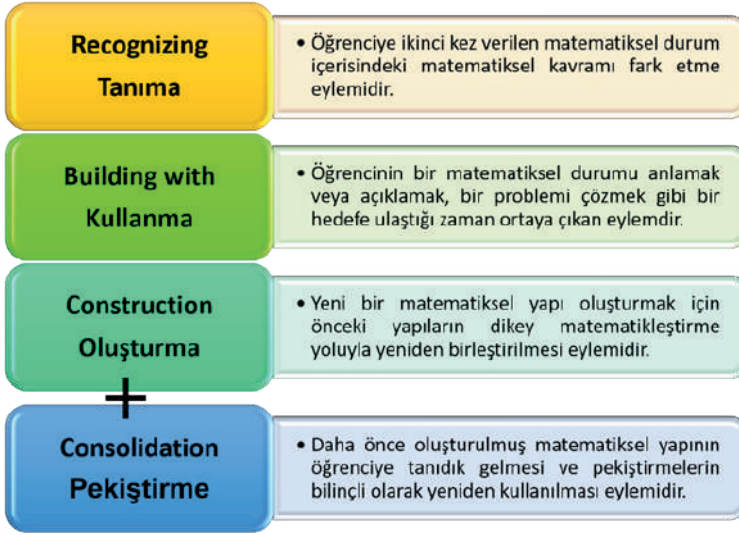 Recognizing
Tanıma
• Öğrenciye ikinci kez verilen matematiksel durum
içerisindeki matematiksel kavramı fark etme
eylemidir.
Building with
Kullanma
• Öğrencinin bir matematiksel durumu anlamak
veya açıklamak, bir problemi çözmek gibi bir
hedefe ulaştığı zaman ortaya çıkan eylemdir.
Construction
Oluşturma
• Yeni bir matematiksel yapı oluşturmak için
önceki yapıların dikey matematikleştirme
yoluyla yeniden birleştirilmesi eylemidir.
+
Consolidation
Pekiştirme
• Daha önce oluşturulmuş matematiksel yapının
öğrenciye tanıdık gelmesi ve pekiştirmelerin
bilinçli olarak yeniden kullanılması eylemidir.